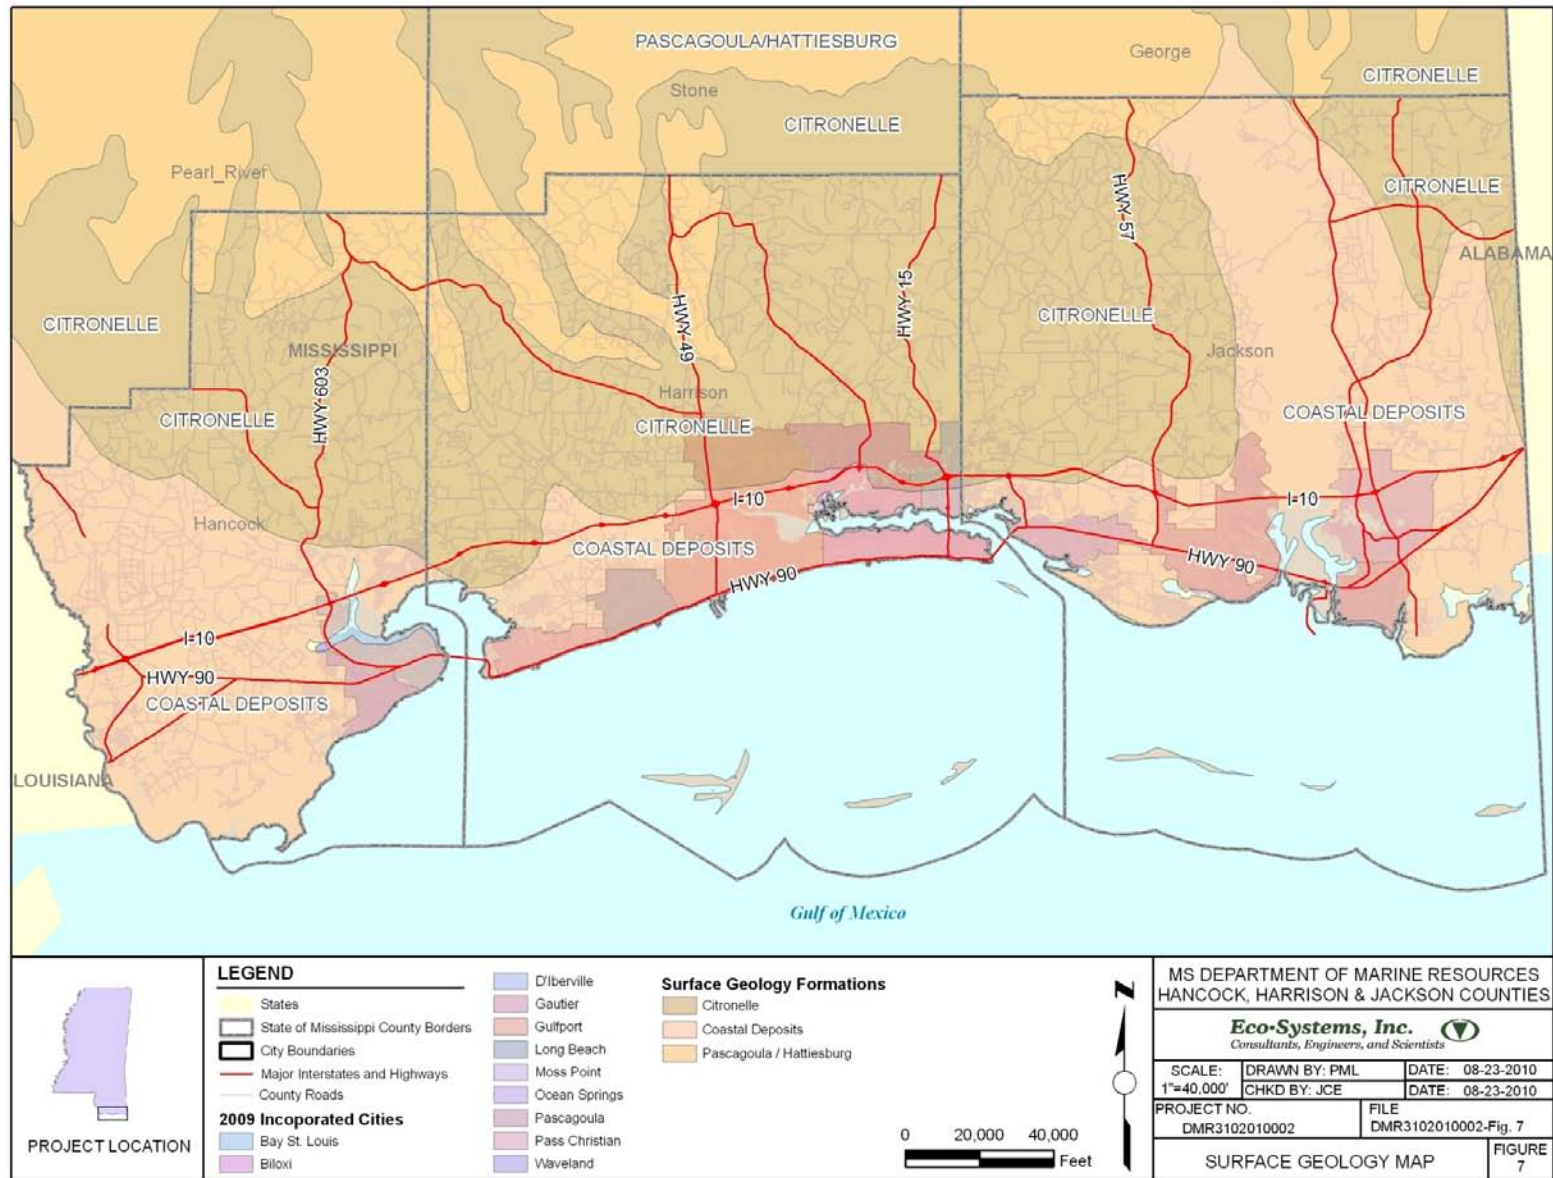 PASCAGOULA/HATTIESBURG
George
CITRONELLE
Stone
CITRONELLE
Pearl_River
CITRONELLE
HWY 57
ALABAMA
HWY 15
HWY 49
CITRONELLE
CITRONELLE
MISSISSIPPI
Jackson
HWY 603
Harrison
CITRONELLE
CITRONELLE
COASTAL DEPOSITS
I-10
I-10
Hancock
COASTAL DEPOSITS
HWY 90
HWY 90
I-10
HWY 90
COASTAL DEPOSITS
LOUISIANA
Gulf of Mexico
PROJECT LOCATION
LEGEND
States
State of Mississippi County Borders
City Boundaries
Major Interstates and Highways
County Roads
2009 Incoporated Cities
Bay St. Louis
Biloxi
D'Iberville
Gautier
Gulfport
Long Beach
Moss Point
Ocean Springs
Pascagoula
Pass Christian
Waveland
Surface Geology Formations
Citronelle
Coastal Deposits
Pascagoula / Hattiesburg
0 20,000 40,000
Feet
N
MS DEPARTMENT OF MARINE RESOURCES
HANCOCK, HARRISON & JACKSON COUNTIES
Eco•Systems, Inc.
Consultants, Engineers, and Scientists
SCALE:
1"=40,000'
DRAWN BY: PML
DATE: 08-23-2010
CHKD BY: JCE
DATE: 08-23-2010
PROJECT NO.
DMR3102010002
FILE
DMR3102010002-Fig. 7
SURFACE GEOLOGY MAP
FIGURE
7